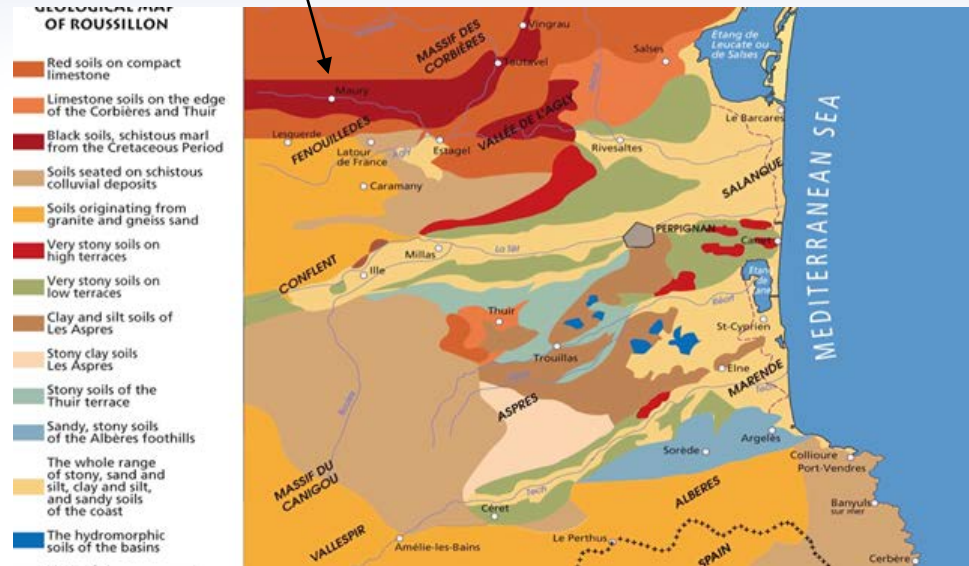 GEOLOGICAL MAP
OF ROUSSILLON
Red soils on compact
limestone
Limestone soils on the edge
of the Corbières and Thuir
Black soils, schistous marl
from the Cretaceous Period
Soils seated on schistous
colluvial deposits
Soils originating from
granite and gneiss sand
Very stony soils on
high terraces
Very stony soils on
low terraces
Clay and silt soils of
Les Aspres
Stony clay soils
Les Aspres
Stony soils of the
Thuir terrace
Sandy, stony soils
of the Albères foothills
The whole range
of stony, sand and
silt, clay and silt,
and sandy soils
of the coast
The hydromorphic
soils of the basins
Vingrau
MASSIF DES
CORBIÈRES
Tautavel
Salses
Etang de
Leucate ou
de Salses
Maury
Le Barcares
Lesquerde
FENOUILLEDES
Latour
de France
Agly
Estagel
VALLÉE DE L'AGLY
Rivesaltes
Caramany
SALANQUE
MEDITERRANEAN SEA
PERPIGNAN
Canet
Millas
La Têt
Ille
CONFLENT
Etang
de
Thuir
Réart
St-Cyprien
Trouillas
Elne
MARENDE
Tech
ASPRES
Argelès
Sorède
Collioure
Port-Vendres
MASSIF DU
CANIGOU
Tech
ALBERES
Banyuls
sur mer
Céret
VALLESPIR
Amélie-les-Bains
Le Perthus
SPAIN
Cerbère